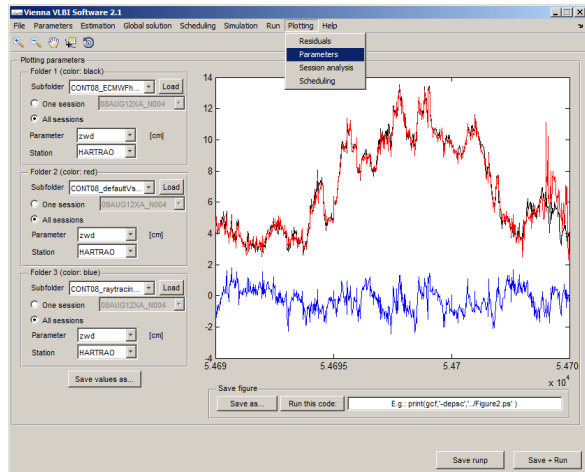 Vienna VLBI Software 2.1
File Parameters Estimation Global solution Scheduling Simulation Run Plotting Help
Residuals
Parameters
Session analysis
Scheduling
Plotting parameters
Folder 1 (color: black)
Subfolder CONT08_ECMWFh... Load
One session 08AUG12XA_N004
All sessions
Parameter zwd [cm]
Station HARTRAO
Folder 2 (color: red)
Subfolder CONT08_defaultVs... Load
One session 08AUG12XA_N004
All sessions
Parameter zwd [cm]
Station HARTRAO
Folder 3 (color: blue)
Subfolder CONT08_raytracin... Load
One session 08AUG12XA_N004
All sessions
Parameter zwd [cm]
Station HARTRAO
Save values as...
14
12
10
8
6
4
2
0
-2
-4
5.469 5.4695 5.47 5.470
x 10⁴
Save figure
Save as... Run this code: E.g.: print(gcf,'-depsc','../Figure2.ps' )
Save runp Save + Run